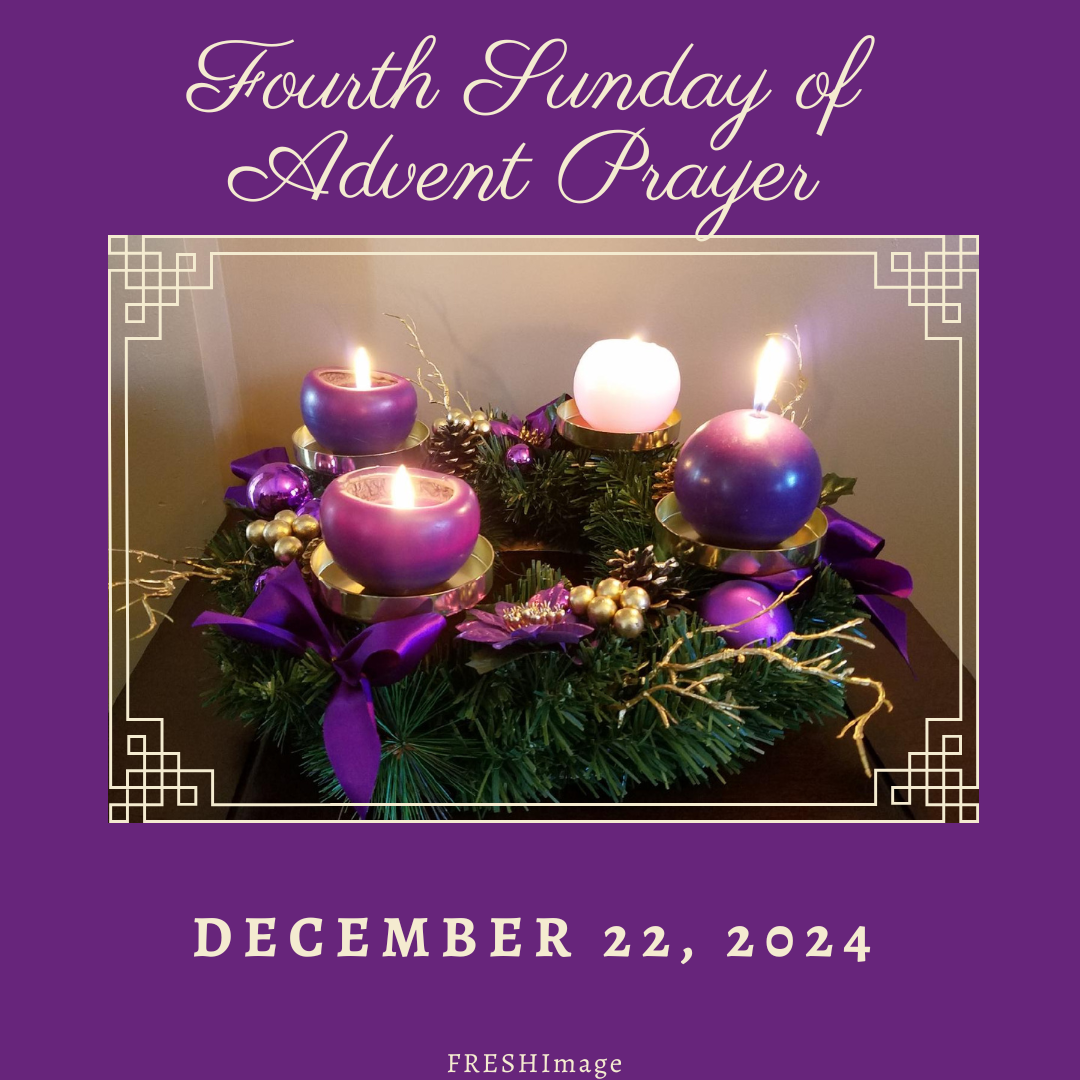 Fourth Sunday of
Advent Prayer
DECEMBER 22, 2024
FRESHImage